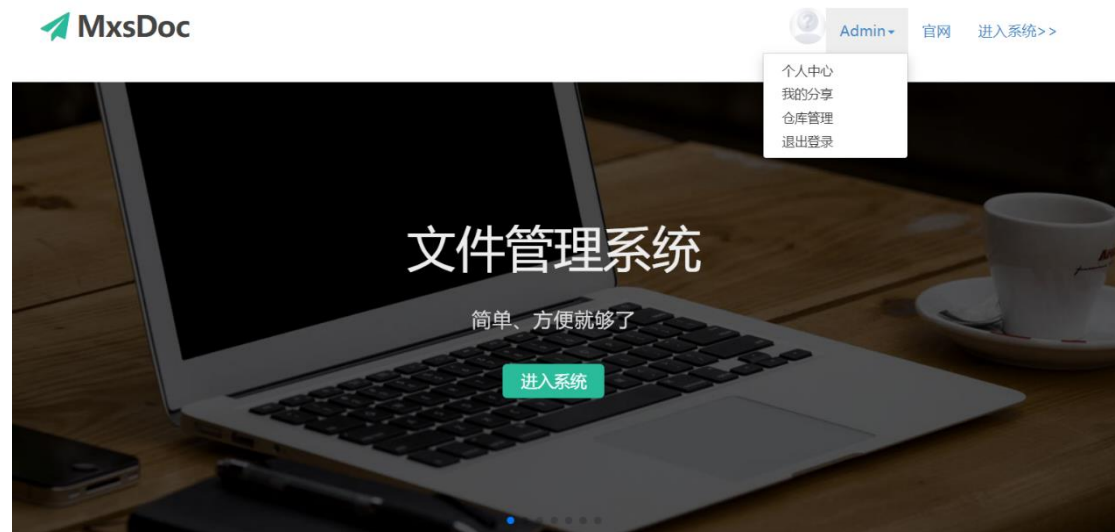 MxsDoc
Admin 官网 进入系统>>
个人中心
我的分享
仓库管理
退出登录
文件管理系统
简单、方便就够了
进入系统